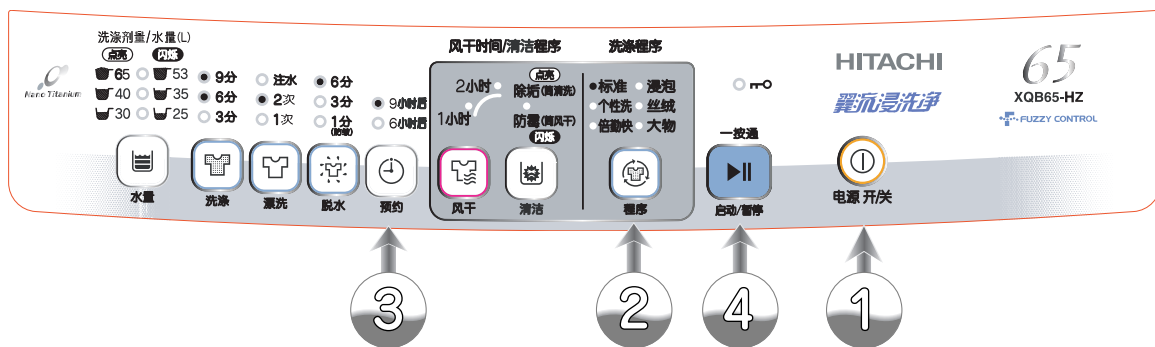 洗涤剂量/水量(L)
点亮 闪烁
65 53
40 35
30 25
Nano Titanium
水量
9分
6分
3分
洗涤
注水
2次
1次
漂洗
6分
3分
1分
(防皱)
脱水
9小时后
6小时后
预约
风干时间/清洁程序
2小时
1小时
点亮
除垢(筒清洗)
防霉(筒风干)
闪烁
风干
清洁
洗涤程序
标准 浸泡
个性洗 丝绒
倍勤快 大物
程序
一按通
启动/暂停
HITACHI
翼流浸洗净
电源 开/关
65
XQB65-HZ
FUZZY CONTROL
3
2
4
1